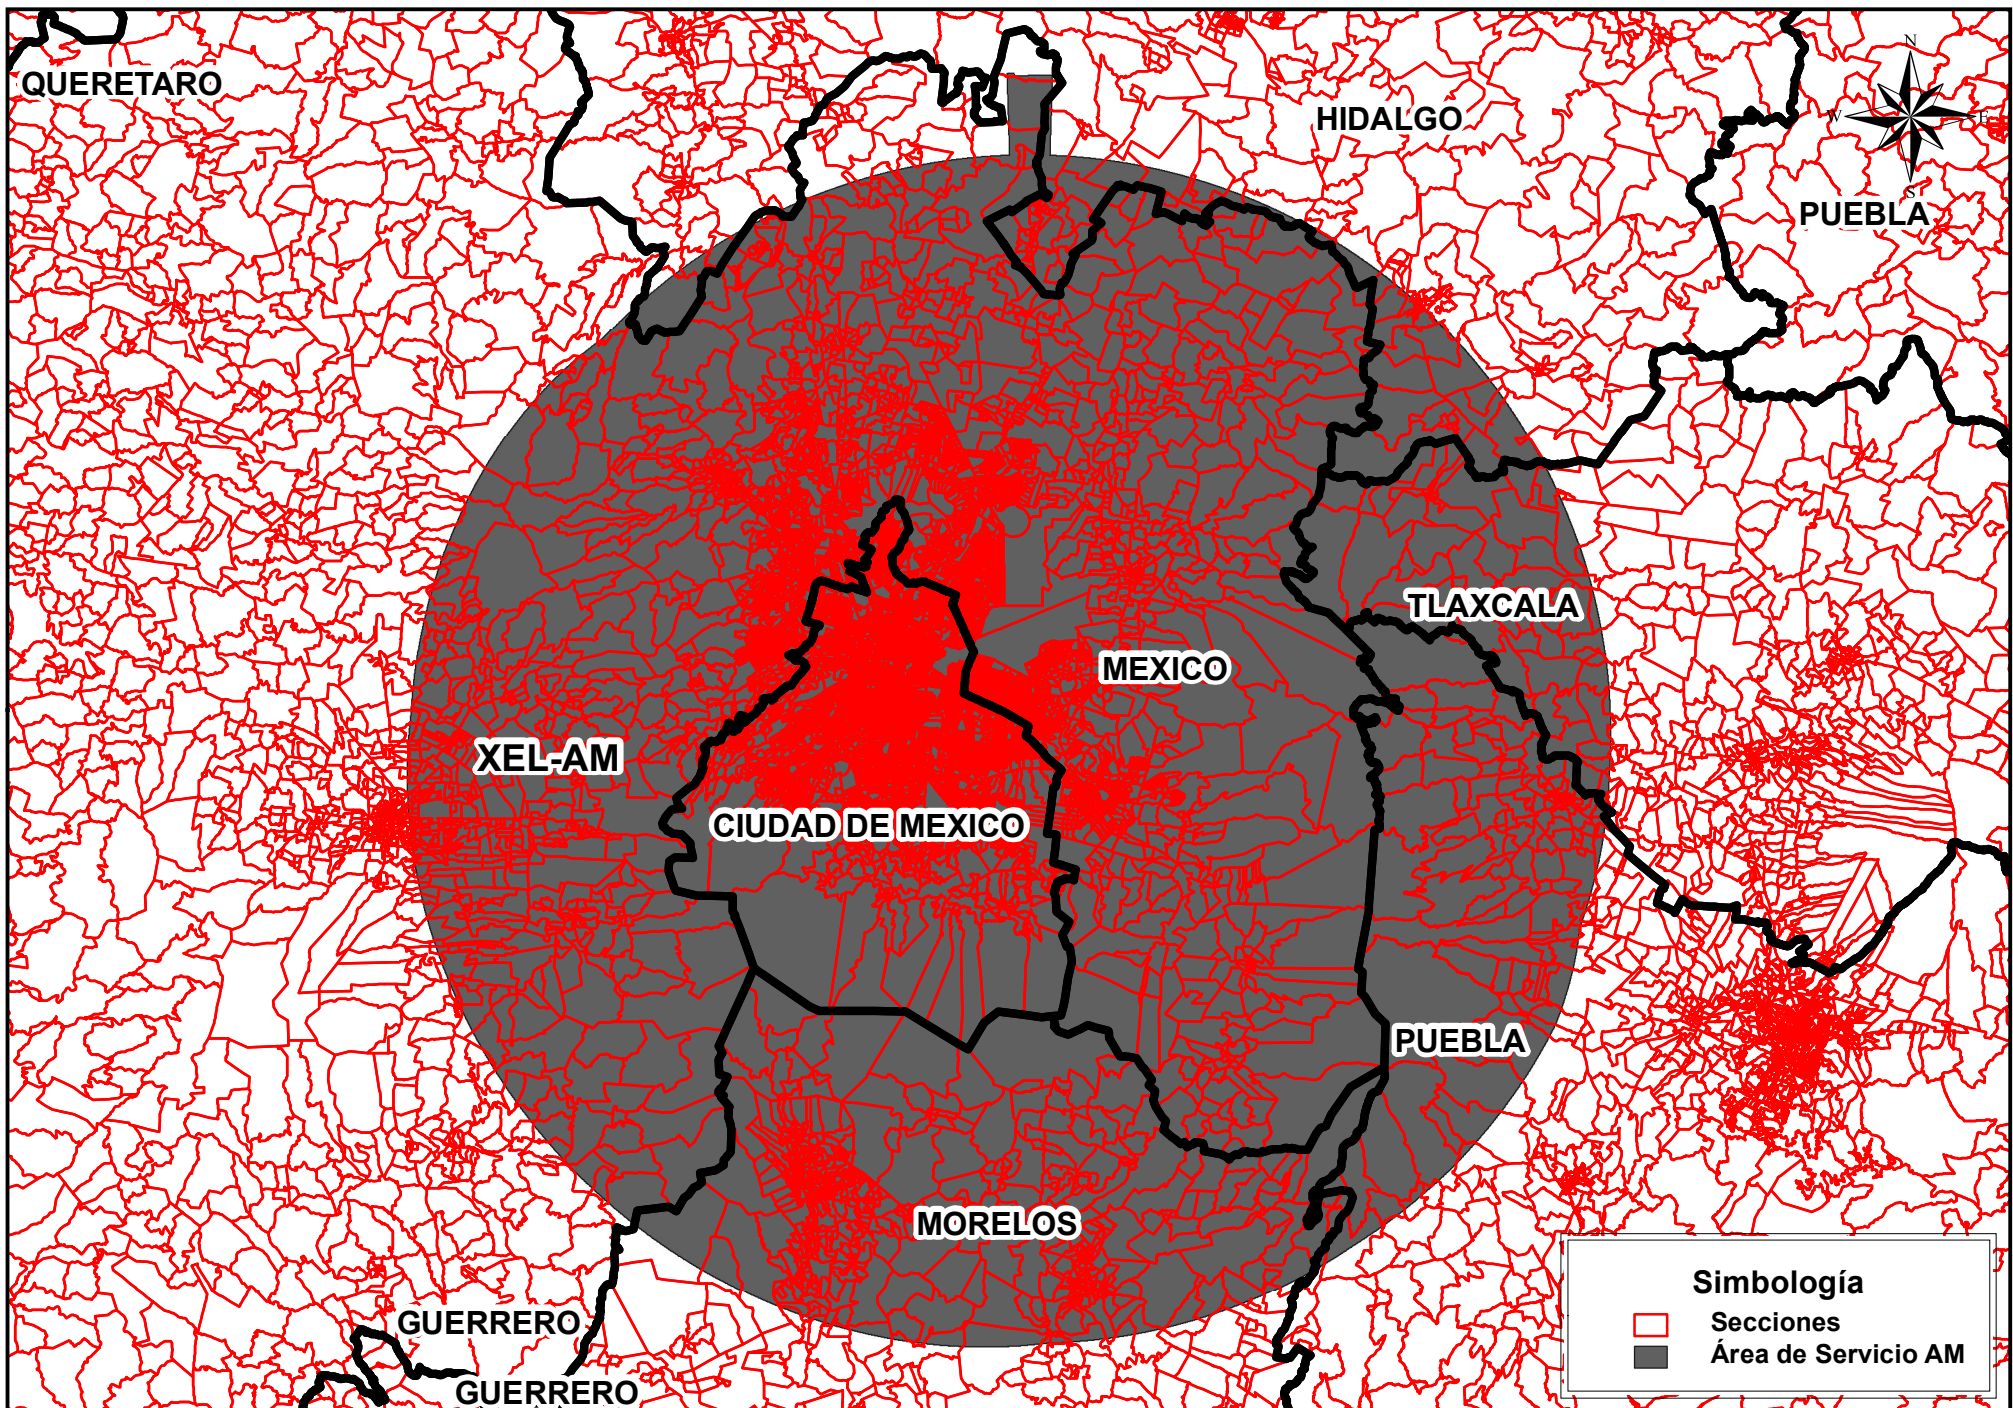 N
QUERETARO
HIDALGO
W
E
S
PUEBLA
TLAXCALA
MEXICO
XEL-AM
CIUDAD DE MEXICO
PUEBLA
MORELOS
Simbología
Secciones
Área de Servicio AM
GUERRERO
GUERRERO